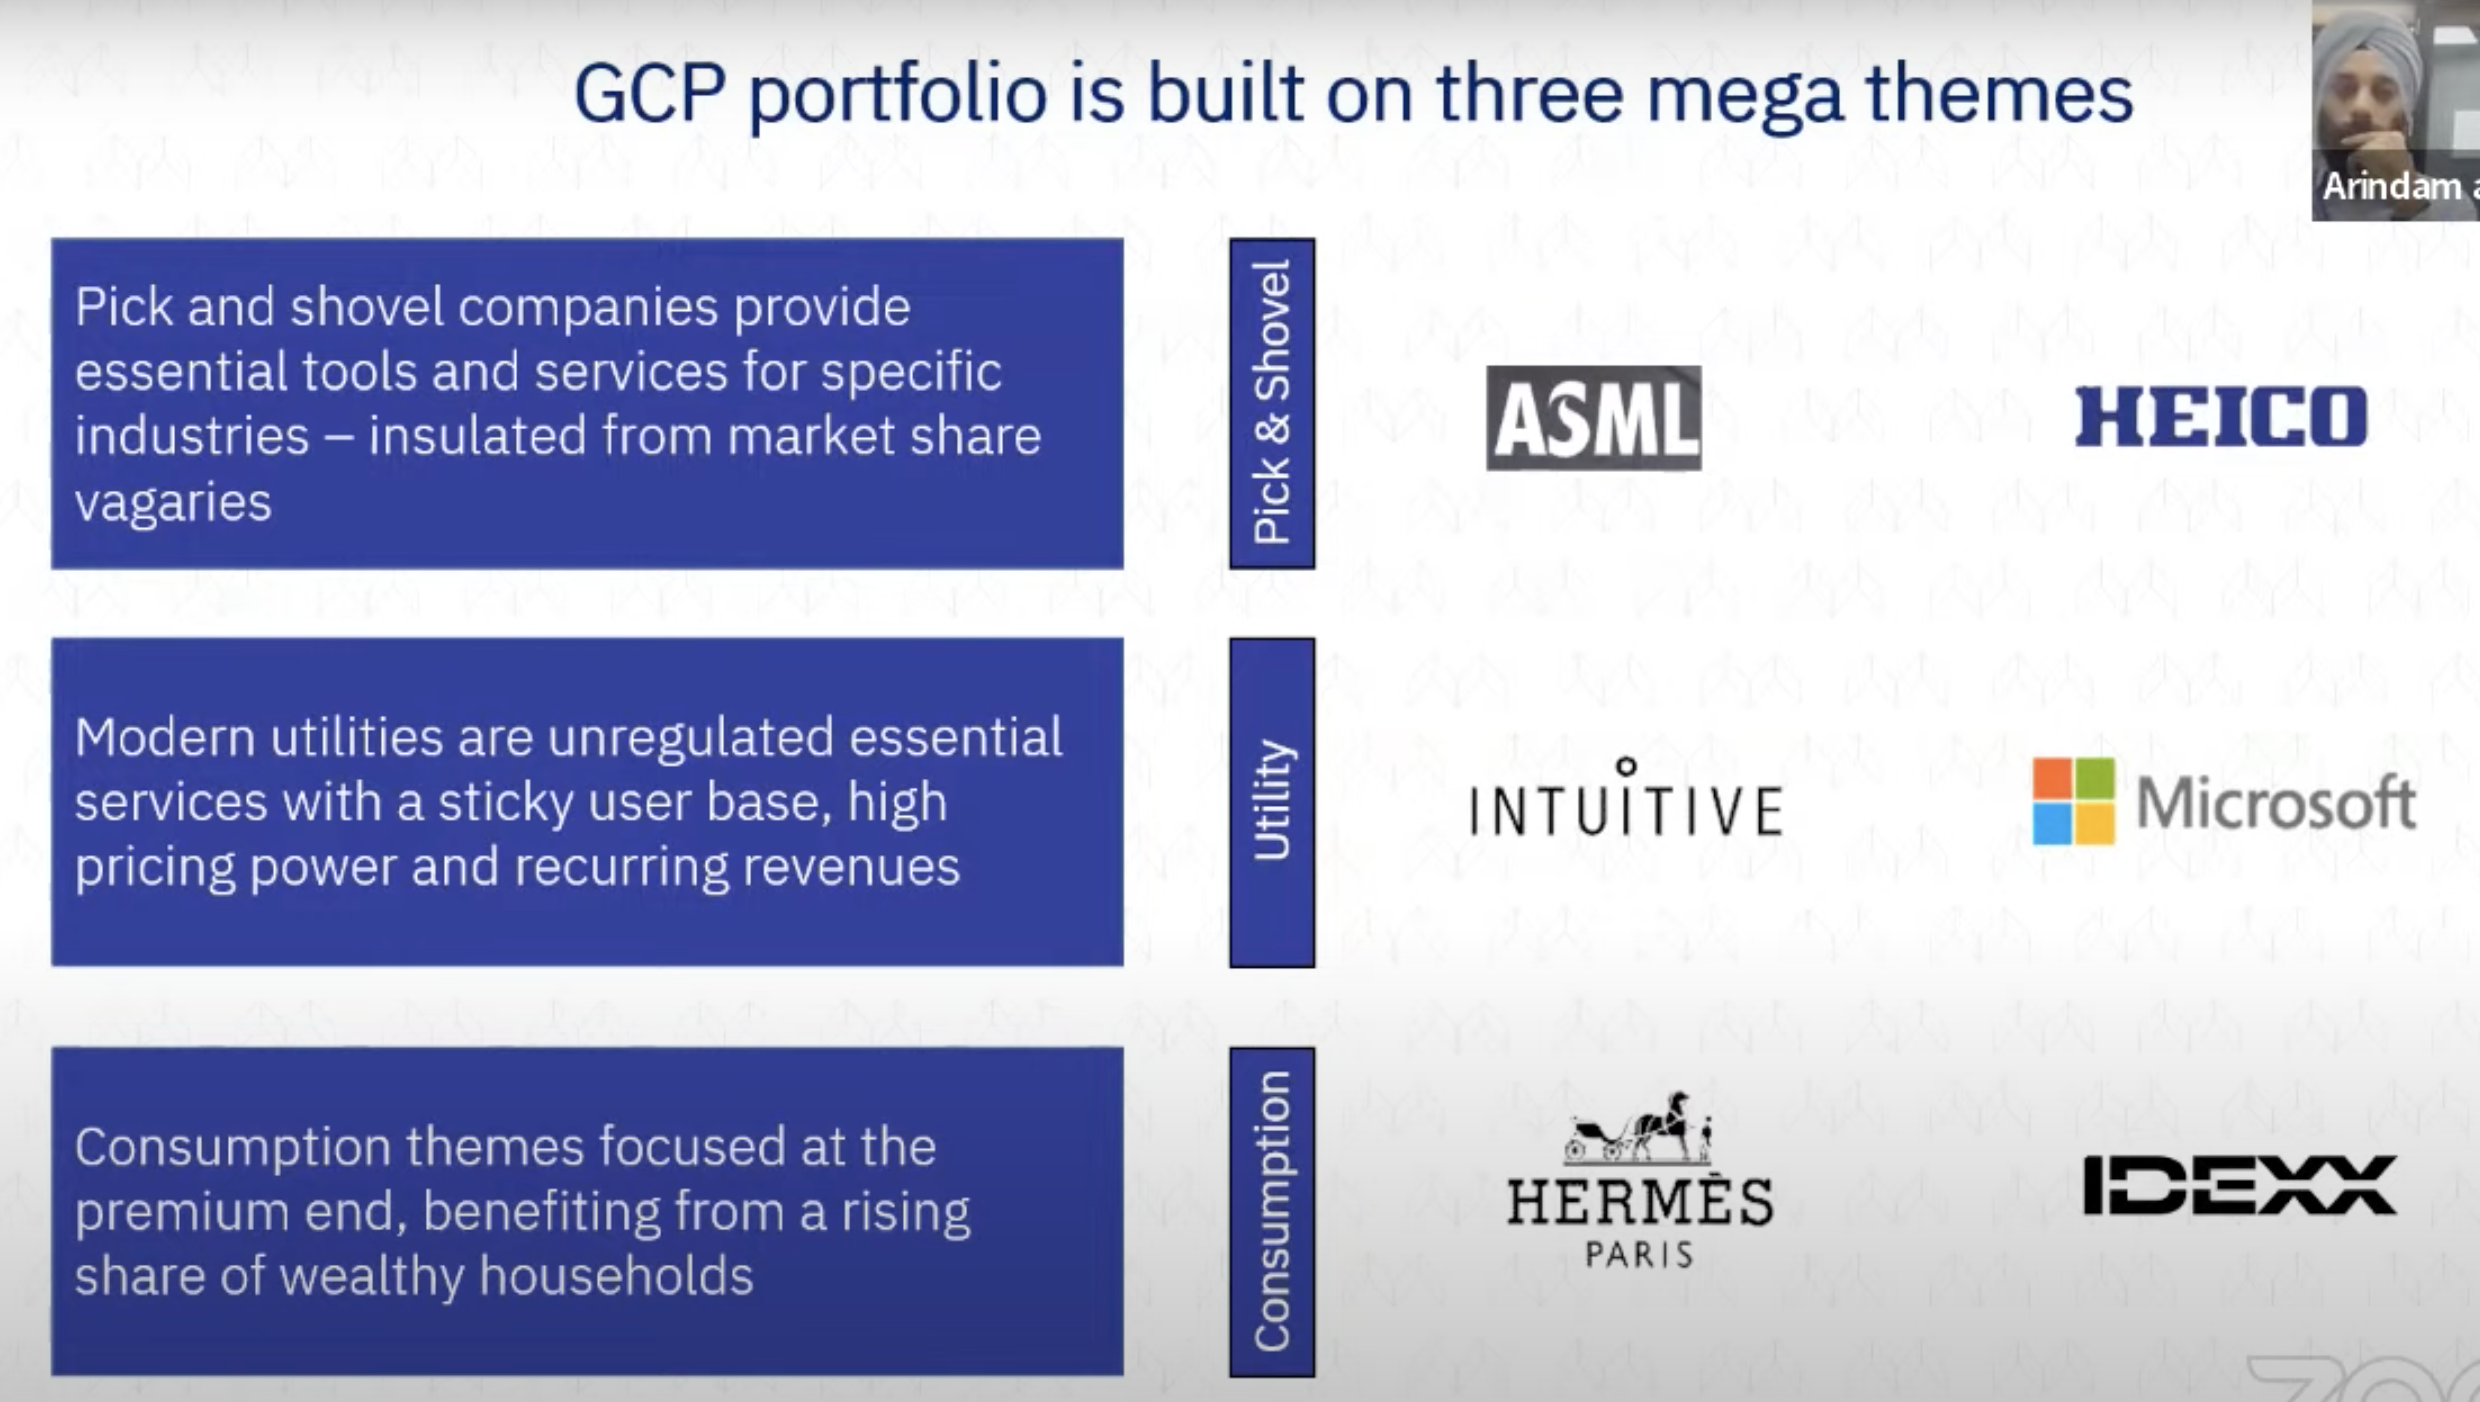 GCP portfolio is built on three mega themes
Arindam
Pick and shovel companies provide
essential tools and services for specific
industries – insulated from market share
vagaries
Pick & Shovel
ASML
HEICO
Modern utilities are unregulated essential
services with a sticky user base, high
pricing power and recurring revenues
Utility
INTUITIVE
Microsoft
Consumption themes focused at the
premium end, benefiting from a rising
share of wealthy households
Consumption
HERMÈS
PARIS
IDEXX